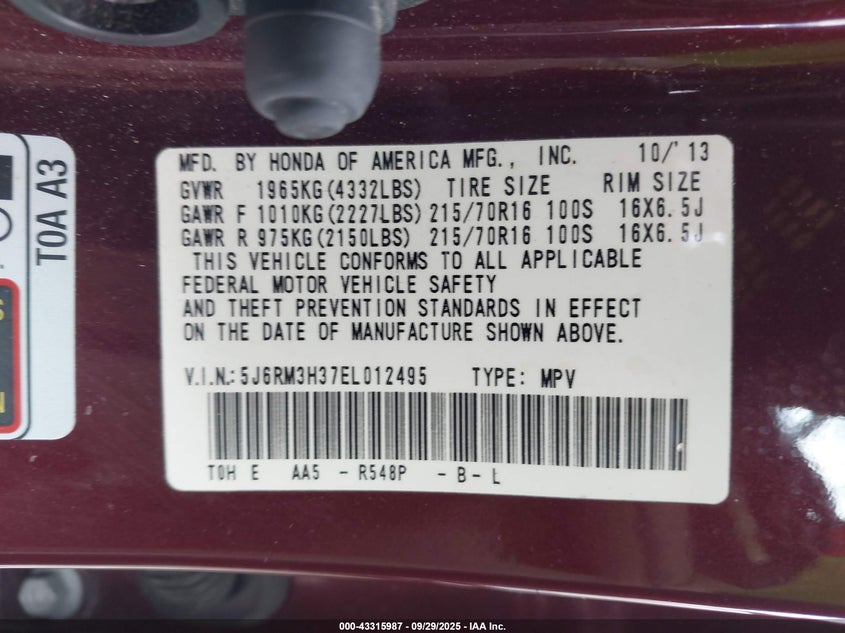 MFD. BY HONDA OF AMERICA MFG., INC. 10/'13
GVWR 1965KG(4332LBS) TIRE SIZE RIM SIZE
GAWR F 1010KG(2227LBS) 215/70R16 100S 16X6.5J
GAWR R 975KG(2150LBS) 215/70R16 100S 16X6.5J
THIS VEHICLE CONFORMS TO ALL APPLICABLE
FEDERAL MOTOR VEHICLE SAFETY
AND THEFT PREVENTION STANDARDS IN EFFECT
ON THE DATE OF MANUFACTURE SHOWN ABOVE.
V.I.N.: 5J6RM3H37EL012495 TYPE: MPV
T0H E AA5 - R548P - B - L
T0A A3
000-43315987 - 09/29/2025 - IAA Inc.